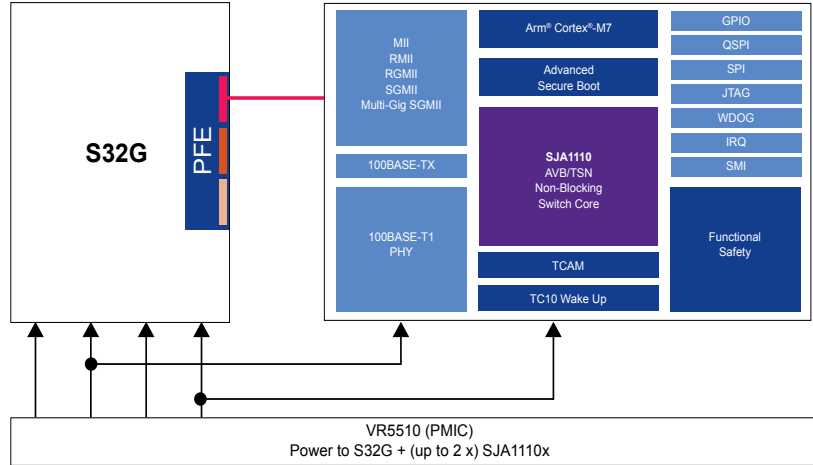 S32G
PFE
MII
RMII
RGMII
SGMII
Multi-Gig SGMII
100BASE-TX
100BASE-T1
PHY
Arm® Cortex®-M7
Advanced
Secure Boot
SJA1110
AVB/TSN
Non-Blocking
Switch Core
TCAM
TC10 Wake Up
GPIO
QSPI
SPI
JTAG
WDOG
IRQ
SMI
Functional
Safety
VR5510 (PMIC)
Power to S32G + (up to 2 x) SJA1110x